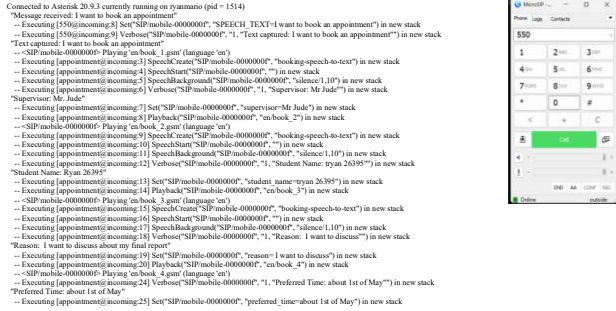 Connected to Asterisk 20.9.3 currently running on ryanmario (pid = 1514)
"Message received: I want to book an appointment"
-- Executing [550@incoming:8] Set("SIP/mobile-0000000f", "SPEECH_TEXT=I want to book an appointment") in new stack
-- Executing [550@incoming:9] Verbose("SIP/mobile-0000000f", "1, "Text captured: I want to book an appointment"") in new stack
"Text captured: I want to book an appointment"
-- <SIP/mobile-0000000f> Playing 'en/book_1.gsm' (language 'en')
-- Executing [appointment@incoming:3] SpeechCreate("SIP/mobile-0000000f", "booking-speech-to-text") in new stack
-- Executing [appointment@incoming:4] SpeechStart("SIP/mobile-0000000f", "") in new stack
-- Executing [appointment@incoming:5] SpeechBackground("SIP/mobile-0000000f", "silence/1,10") in new stack
-- Executing [appointment@incoming:6] Verbose("SIP/mobile-0000000f", "1, "Supervisor: Mr Jude"") in new stack
"Supervisor: Mr. Jude"
-- Executing [appointment@incoming:7] Set("SIP/mobile-0000000f", "supervisor=Mr Jude") in new stack
-- Executing [appointment@incoming:8] Playback("SIP/mobile-0000000f", "en/book_2") in new stack
-- <SIP/mobile-0000000f> Playing 'en/book_2.gsm' (language 'en')
-- Executing [appointment@incoming:9] SpeechCreate("SIP/mobile-0000000f", "booking-speech-to-text") in new stack
-- Executing [appointment@incoming:10] SpeechStart("SIP/mobile-0000000f", "") in new stack
-- Executing [appointment@incoming:11] SpeechBackground("SIP/mobile-0000000f", "silence/1,10") in new stack
-- Executing [appointment@incoming:12] Verbose("SIP/mobile-0000000f", "1, "Student Name: tryan 26395"") in new stack
"Student Name: Ryan 26395"
-- Executing [appointment@incoming:13] Set("SIP/mobile-0000000f", "student_name=tryan 26395") in new stack
-- Executing [appointment@incoming:14] Playback("SIP/mobile-0000000f", "en/book_3") in new stack
-- <SIP/mobile-0000000f> Playing 'en/book_3.gsm' (language 'en')
-- Executing [appointment@incoming:15] SpeechCreate("SIP/mobile-0000000f", "booking-speech-to-text") in new stack
-- Executing [appointment@incoming:16] SpeechStart("SIP/mobile-0000000f", "") in new stack
-- Executing [appointment@incoming:17] SpeechBackground("SIP/mobile-0000000f", "silence/1,10") in new stack
-- Executing [appointment@incoming:18] Verbose("SIP/mobile-0000000f", "1, "Reason: I want to discuss"") in new stack
"Reason: I want to discuss about my final report"
-- Executing [appointment@incoming:19] Set("SIP/mobile-0000000f", "reason= I want to discuss") in new stack
-- Executing [appointment@incoming:20] Playback("SIP/mobile-0000000f", "en/book_4") in new stack
-- <SIP/mobile-0000000f> Playing 'en/book_4.gsm' (language 'en')
-- Executing [appointment@incoming:24] Verbose("SIP/mobile-0000000f", "1, "Preferred Time: about 1st of May"") in new stack
"Preferred Time: about 1st of May"
-- Executing [appointment@incoming:25] Set("SIP/mobile-0000000f", "preferred_time=about 1st of May") in new stack
MicroSIP -...
Phone Logs Contacts
550
1 2 ABC 3 DEF
4 GHI 5 JKL 6 MNO
7 PQRS 8 TUV 9 WXYZ
* 0 #
< + C
Call
DND AA CONF REC
Online outside